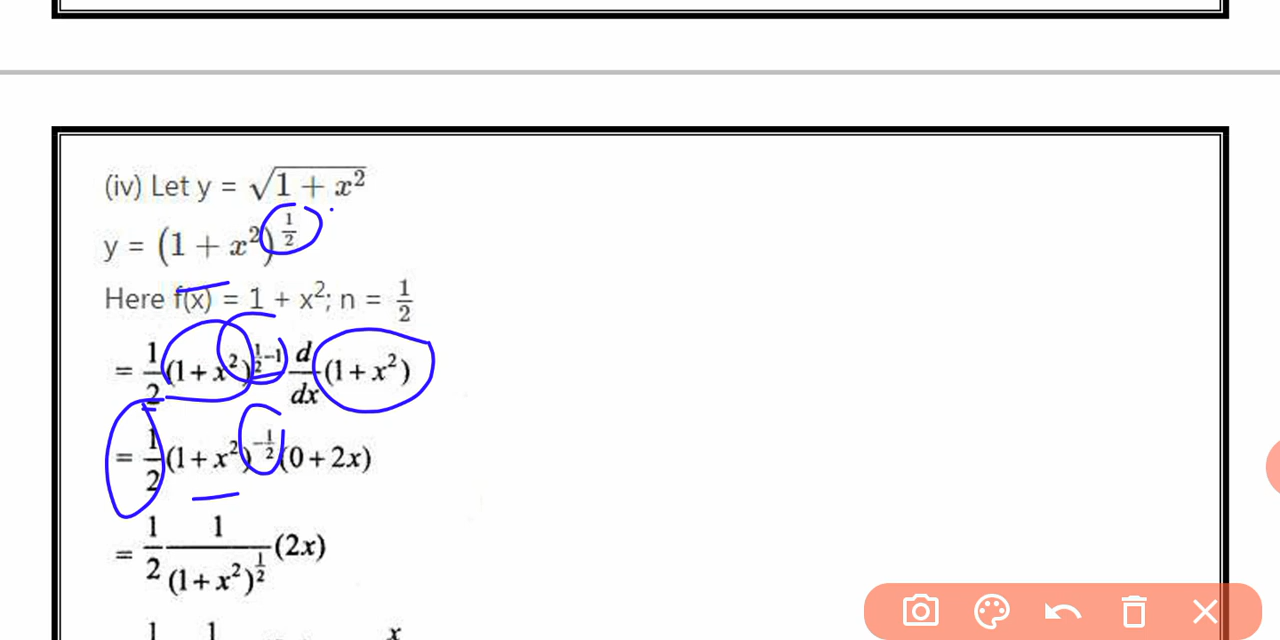 (iv) Let y = √(1 + x²)
y = (1 + x²)^(1/2)
Here f(x) = 1 + x²; n = 1/2
= 1/2 (1 + x²)^(1/2 − 1) d/dx (1 + x²)
= 1/2 (1 + x²)^(−1/2) (0 + 2x)
= 1/2 1/(1 + x²)^(1/2) (2x)
1 1 x